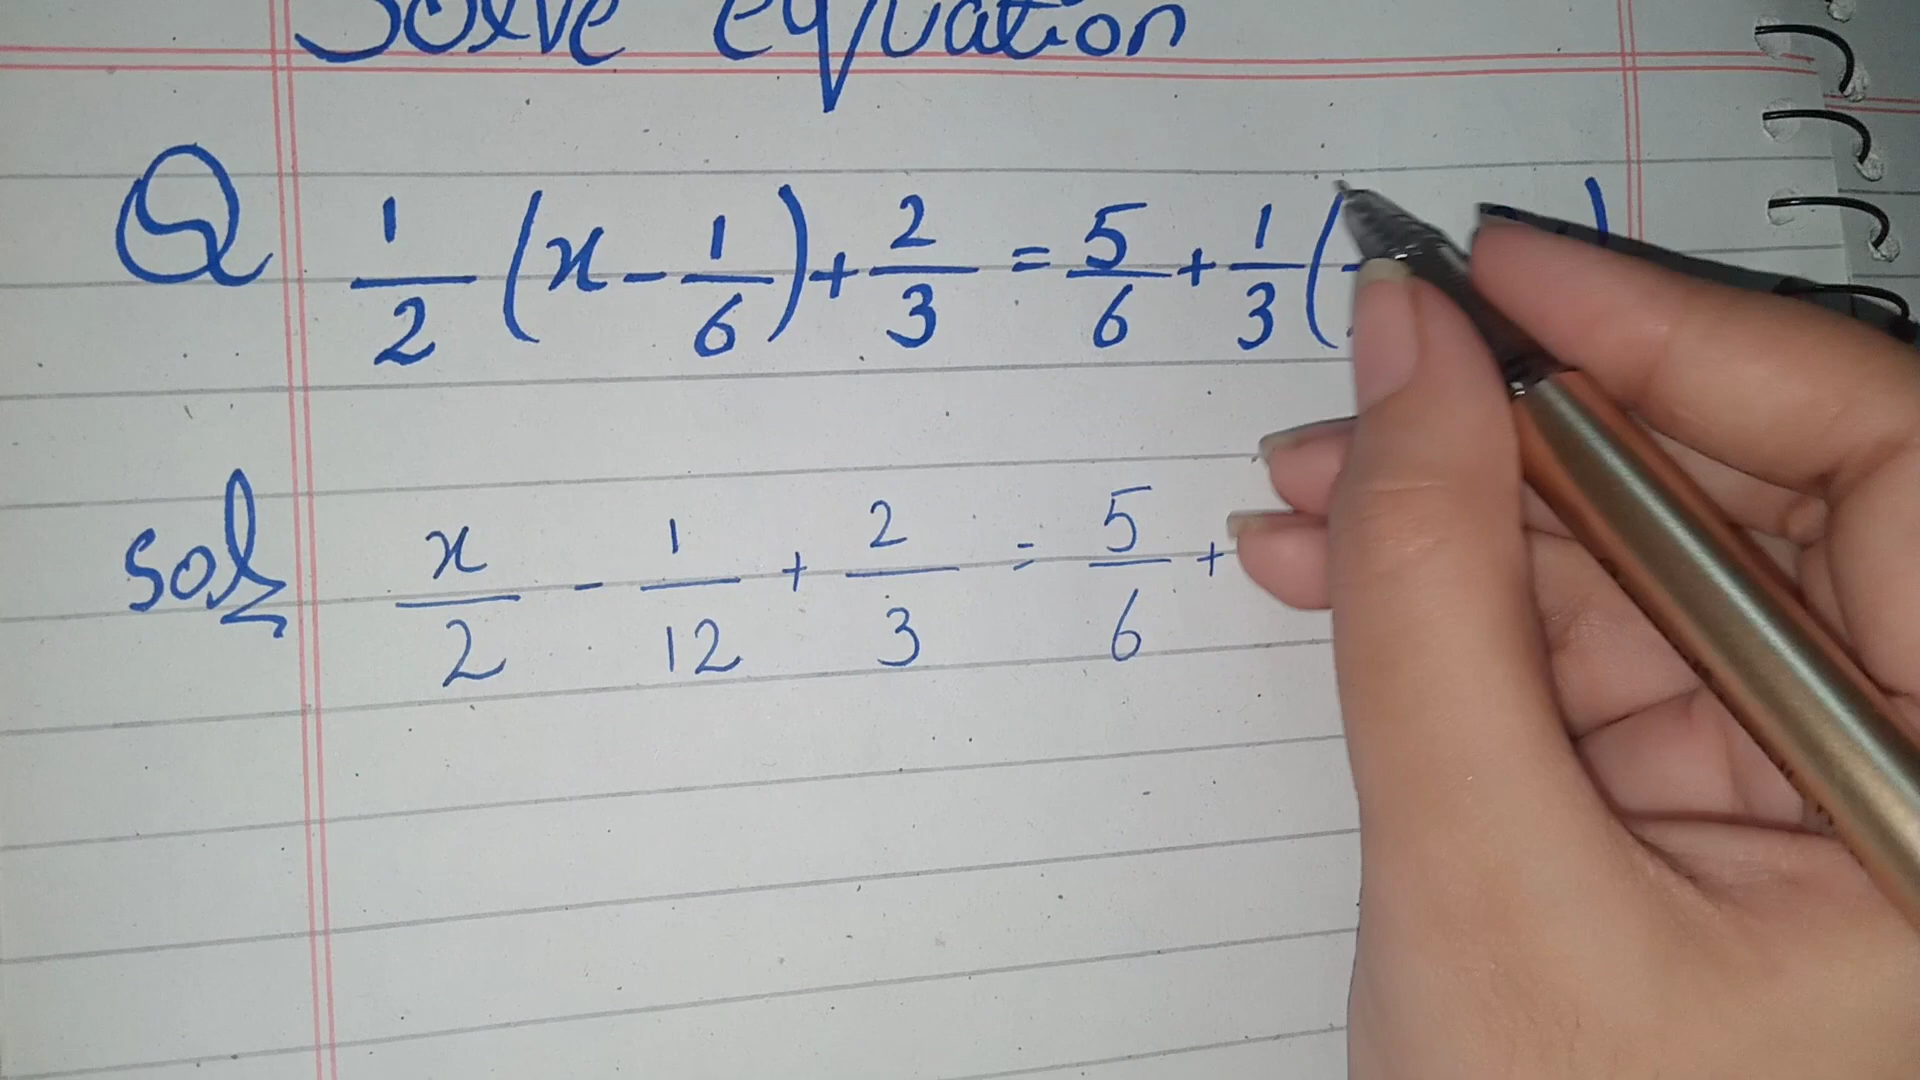 Solve equation
Q 1/2 (x - 1/6) + 2/3 = 5/6 + 1/3 (
Sol x/2 - 1/12 + 2/3 = 5/6 +